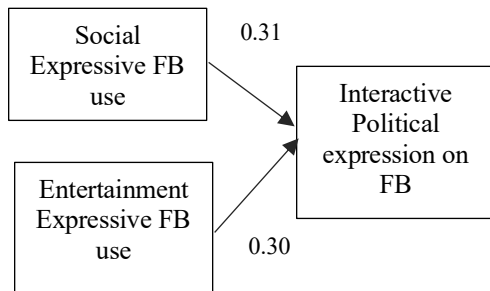 Social
Expressive FB
use
0.31
Interactive
Political
expression on
FB
Entertainment
Expressive FB
use
0.30